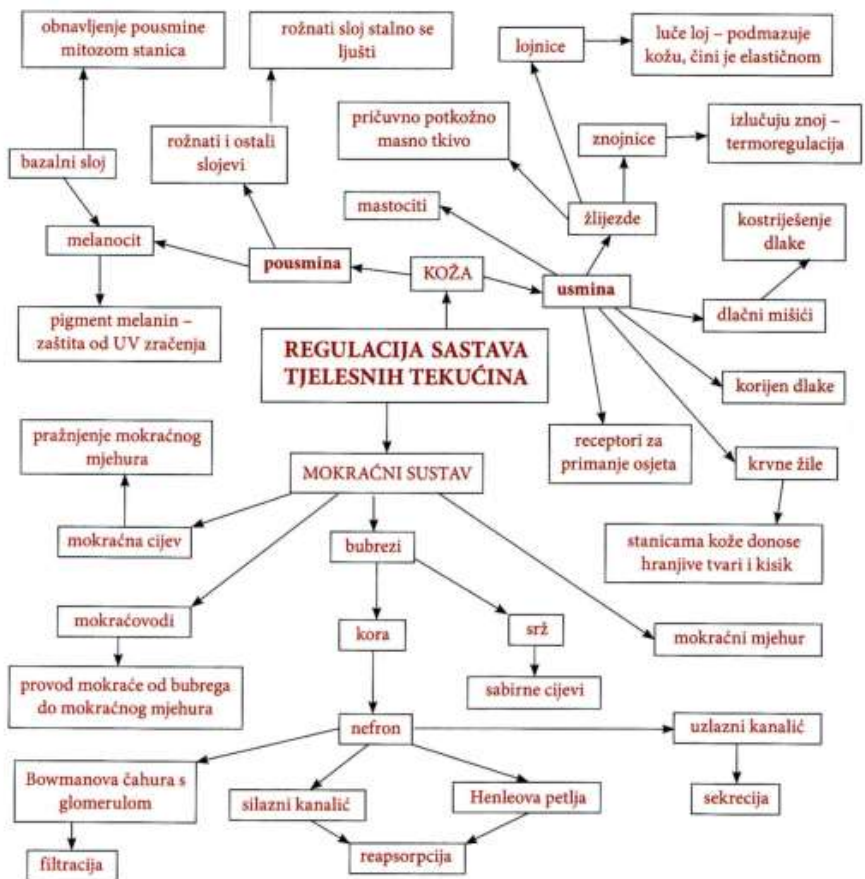 obnavljanje pousmine
mitozom stanica
rožnati sloj stalno se
ljušti
lojnice
luče loj – podmazuje
kožu, čini je elastičnom
pričuvno potkožno
masno tkivo
znojnice
izlučuju znoj –
termoregulacija
rožnati i ostali
slojevi
bazalni sloj
mastociti
žlijezde
kostriješenje
dlake
melanocit
pousmina
KOŽA
usmina
dlačni mišići
pigment melanin –
zaštita od UV zračenja
REGULACIJA SASTAVA
TJELESNIH TEKUĆINA
korijen dlake
receptori za
primanje osjeta
krvne žile
pražnjenje mokraćnog
mjehura
MOKRAĆNI SUSTAV
mokraćna cijev
bubrezi
stanicama kože donose
hranjive tvari i kisik
mokraćovodi
kora
srž
mokraćni mjehur
provod mokraće od bubrega
do mokraćnog mjehura
sabirne cijevi
nefron
uzlazni kanalić
Bowmanova čahura s
glomerulom
silazni kanalić
Henleova petlja
sekrecija
filtracija
reapsorpcija